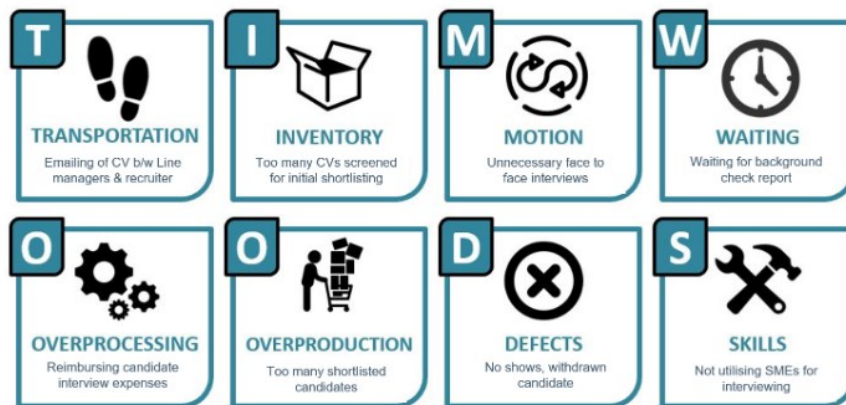 T
TRANSPORTATION
Emailing of CV b/w Line
managers & recruiter
I
INVENTORY
Too many CVs screened
for initial shortlisting
M
MOTION
Unnecessary face to
face interviews
W
WAITING
Waiting for background
check report
O
OVERPROCESSING
Reimbursing candidate
interview expenses
O
OVERPRODUCTION
Too many shortlisted
candidates
D
DEFECTS
No shows, withdrawn
candidate
S
SKILLS
Not utilising SMEs for
interviewing